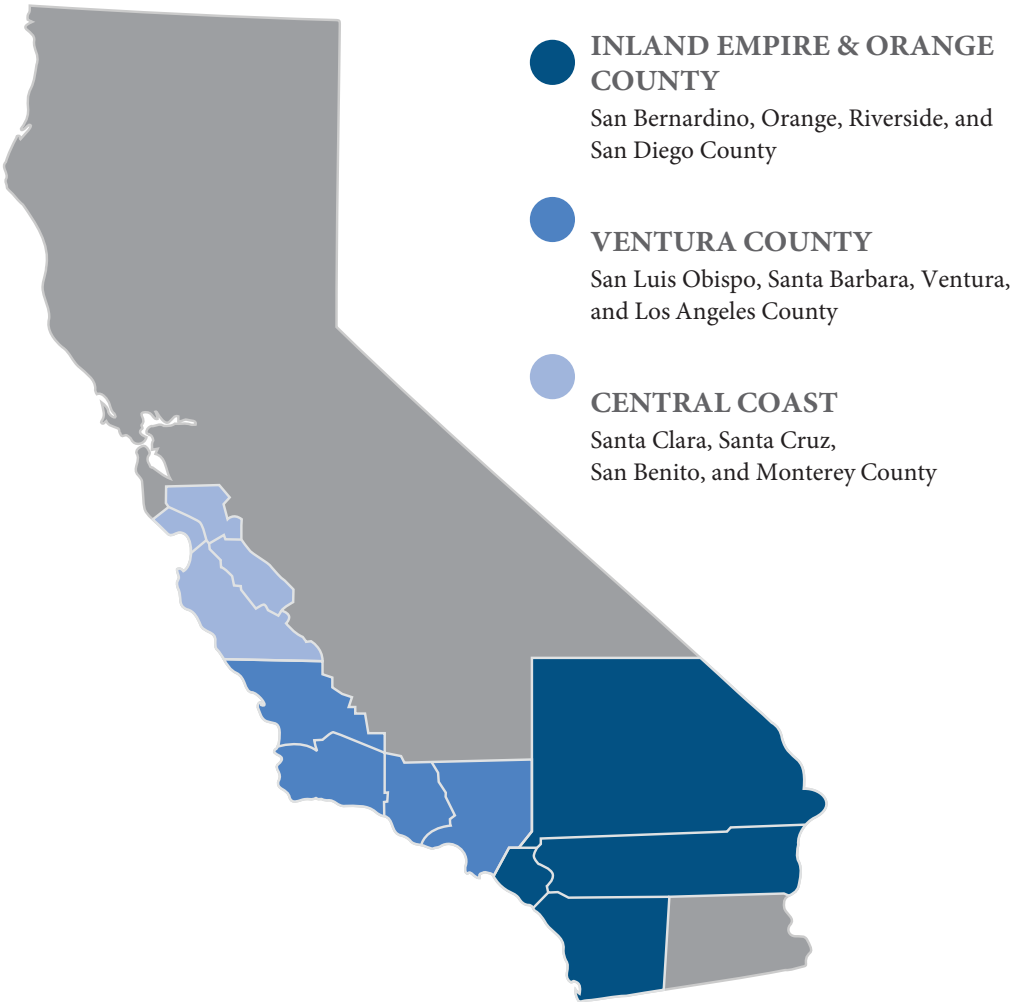 INLAND EMPIRE & ORANGE
COUNTY
San Bernardino, Orange, Riverside, and
San Diego County
VENTURA COUNTY
San Luis Obispo, Santa Barbara, Ventura,
and Los Angeles County
CENTRAL COAST
Santa Clara, Santa Cruz,
San Benito, and Monterey County